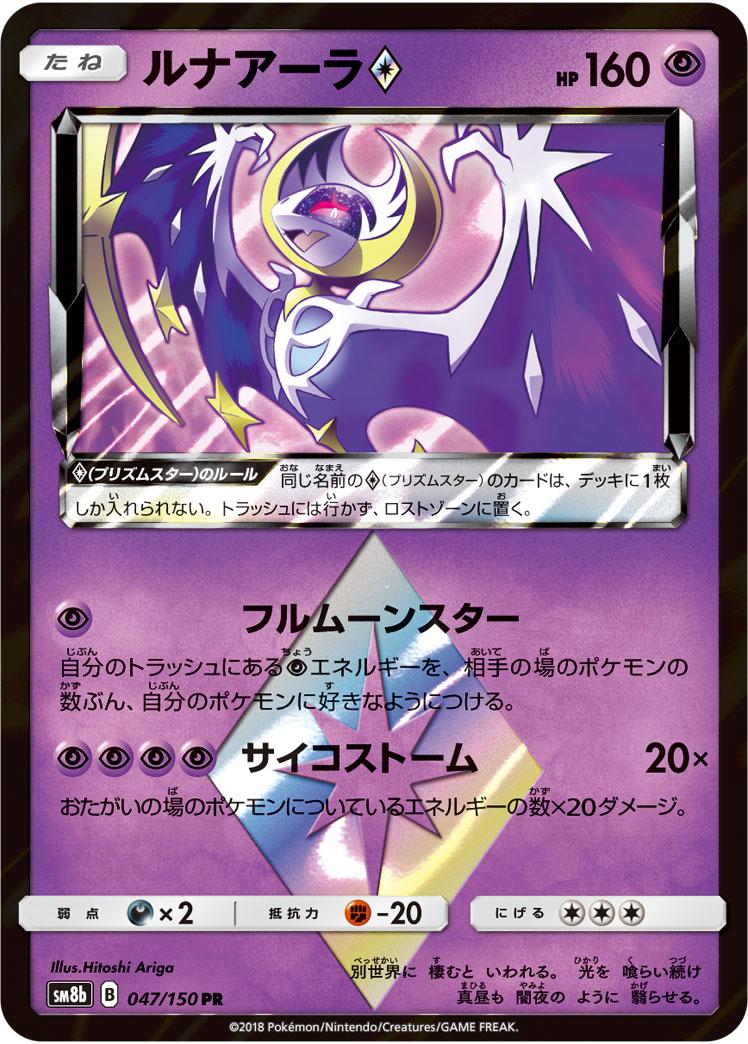 たね ルナアーラ◇ HP 160
◇(プリズムスター)のルール 同じ名前の◇(プリズムスター)のカードは、デッキに1枚
しか入れられない。トラッシュには行かず、ロストゾーンに置く。
フルムーンスター
自分のトラッシュにあるエネルギーを、相手の場のポケモンの
数ぶん、自分のポケモンに好きなようにつける。
サイコストーム 20×
おたがいの場のポケモンについているエネルギーの数×20ダメージ。
弱点 ×2 抵抗力 -20 にげる
Illus.Hitoshi Ariga
別世界に 棲むと いわれる。 光を 喰らい続け
真昼も 闇夜の ように 翳らせる。
SM8b B 047/150 PR
©2018 Pokémon/Nintendo/Creatures/GAME FREAK.